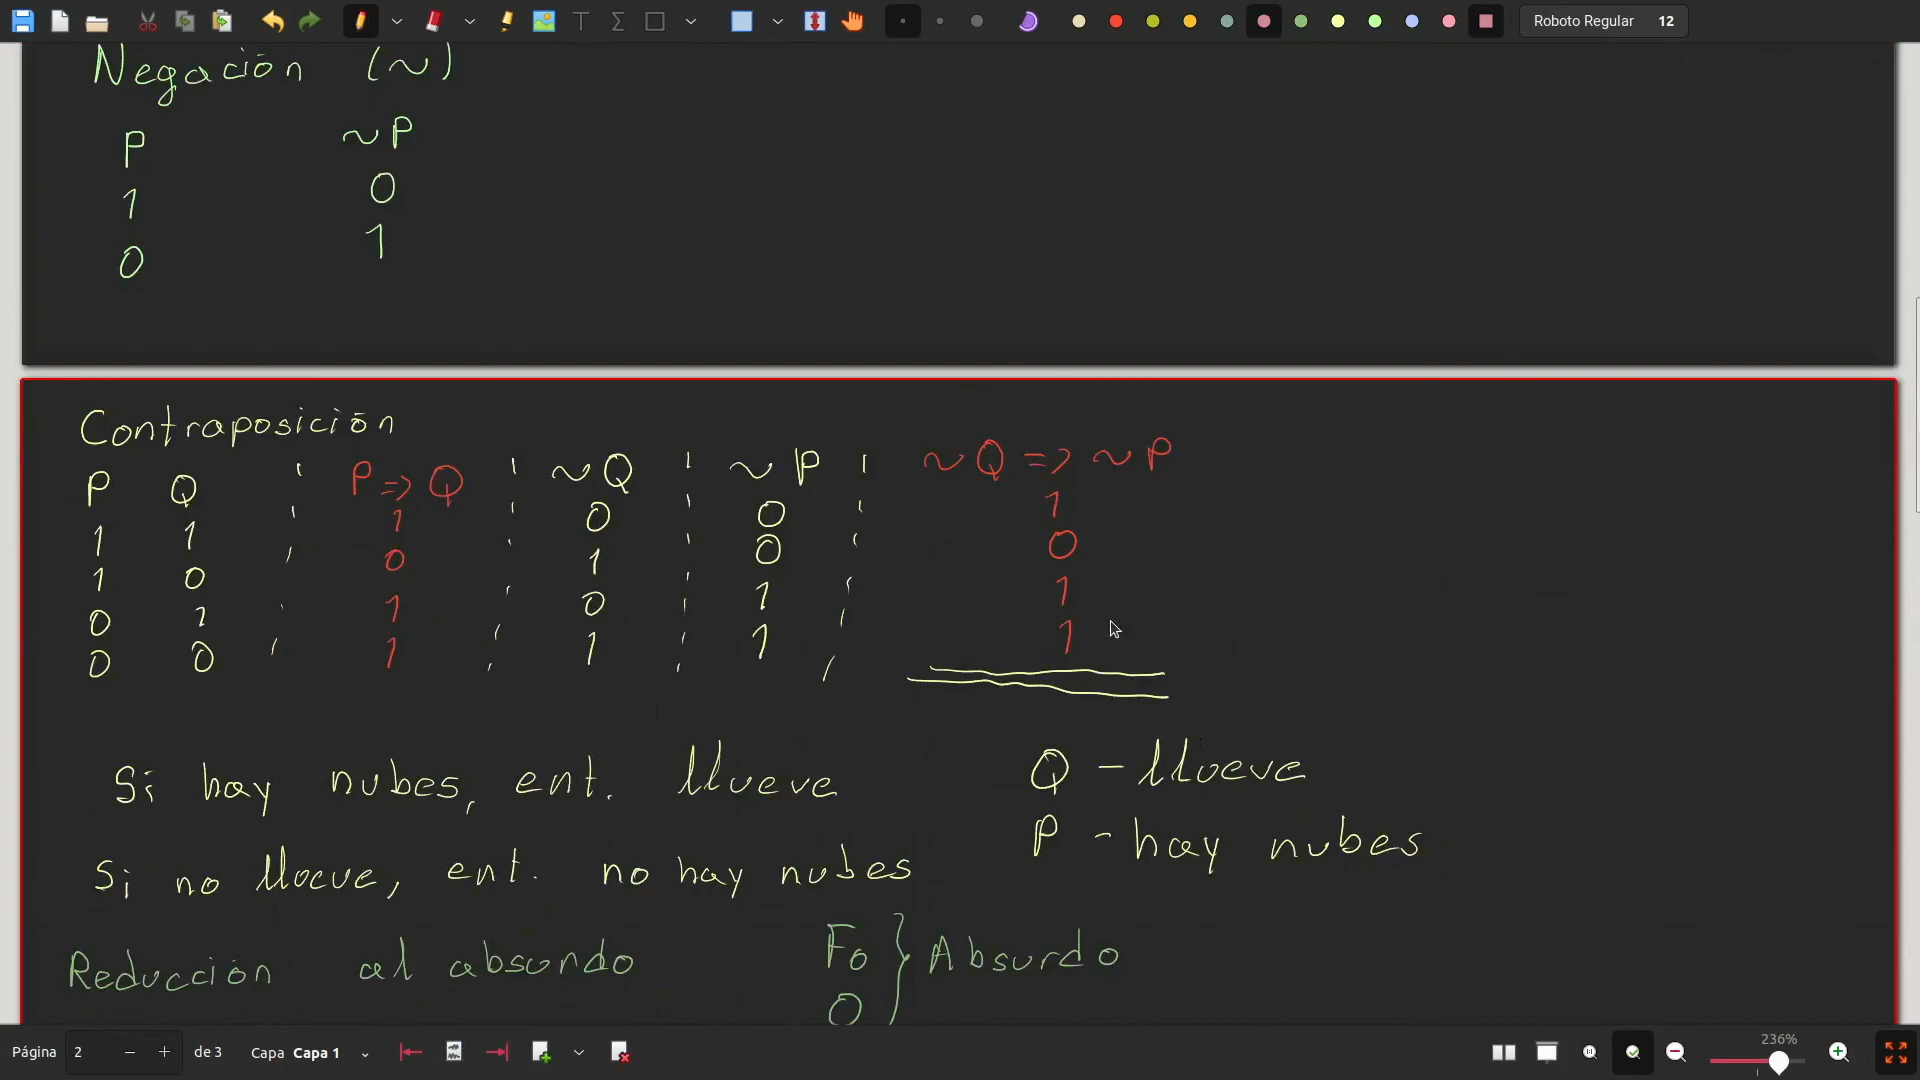 Roboto Regular 12
Negación (~)
P ~P
1 0
0 1
Contraposición
P Q P => Q ~Q ~P ~Q => ~P
1 1 1 0 0 1
1 0 0 1 0 0
0 1 1 0 1 1
0 0 1 1 1 1
Si hay nubes, ent. llueve
Q - llueve
P - hay nubes
Si no llueve, ent. no hay nubes
Reducción al absurdo Fo } Absurdo
O
Página 2 - + de 3 Capa Capa 1
236%